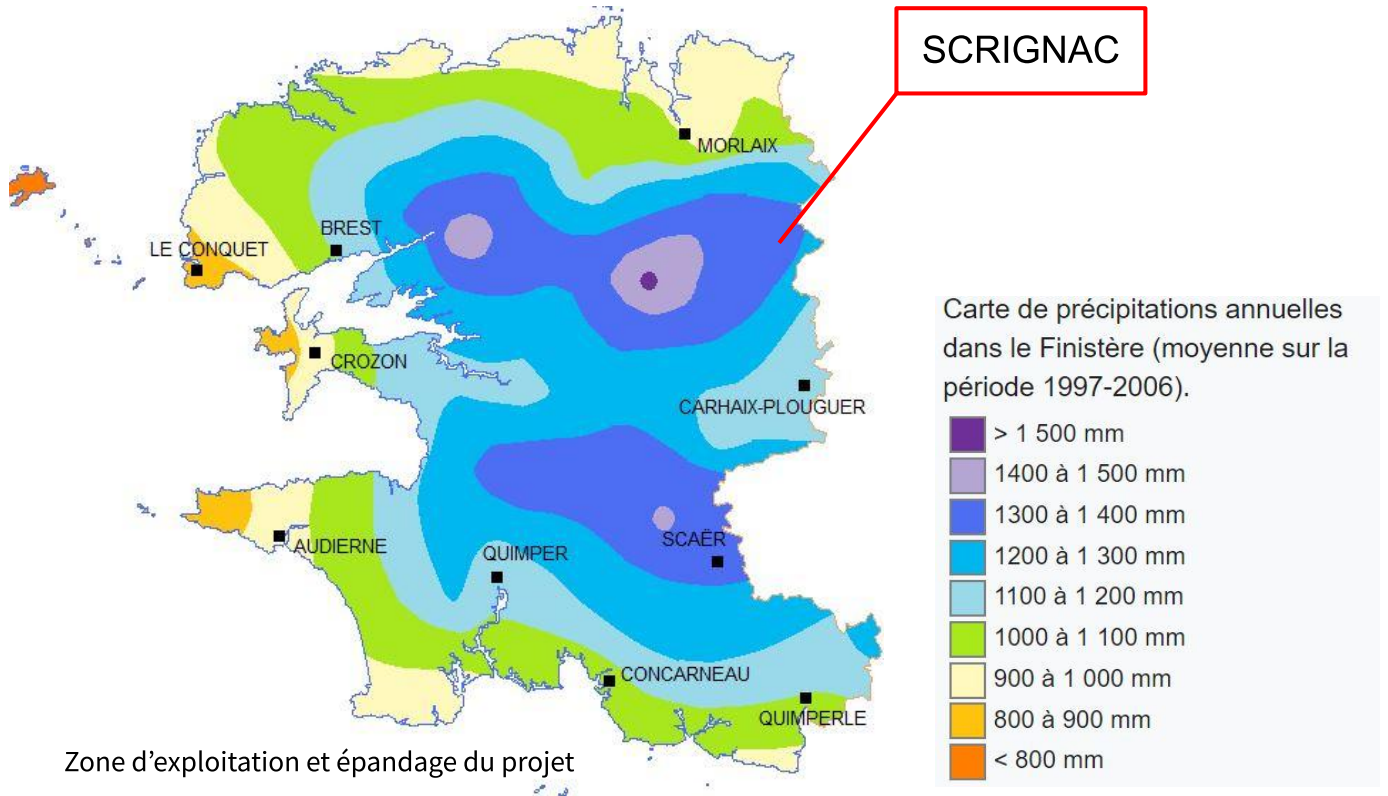 SCRIGNAC
MORLAIX
BREST
LE CONQUET
CROZON
CARHAIX-PLOUGUER
AUDIERNE
QUIMPER
SCAËR
CONCARNEAU
QUIMPERLE
Zone d’exploitation et épandage du projet
Carte de précipitations annuelles
dans le Finistère (moyenne sur la
période 1997-2006).
> 1 500 mm
1400 à 1 500 mm
1300 à 1 400 mm
1200 à 1 300 mm
1100 à 1 200 mm
1000 à 1 100 mm
900 à 1 000 mm
800 à 900 mm
< 800 mm